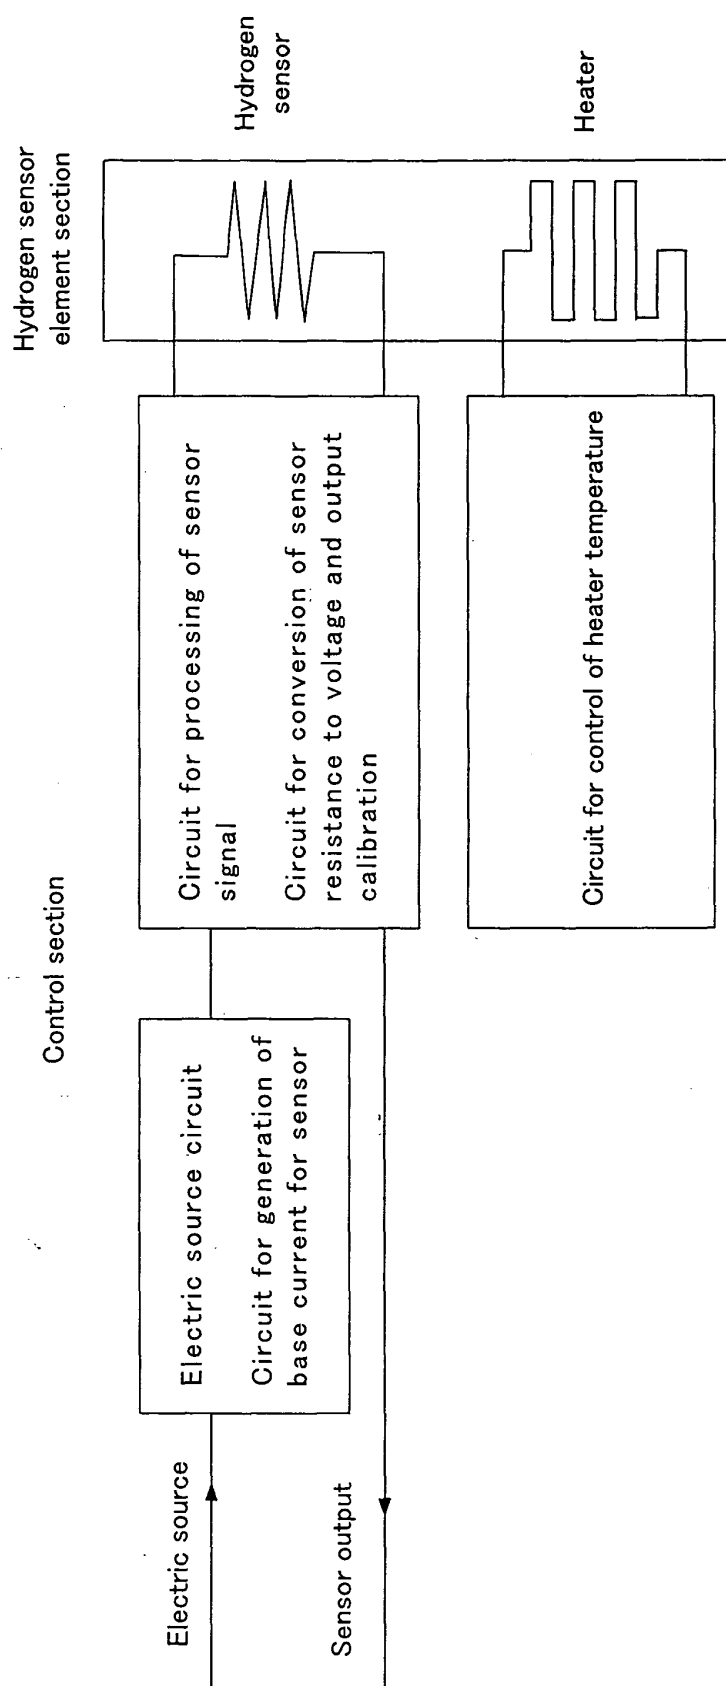 Control section
Hydrogen sensor
element section
Electric source
Electric source circuit
Circuit for generation of
base current for sensor
Circuit for processing of sensor
signal
Circuit for conversion of sensor
resistance to voltage and output
calibration
Hydrogen
sensor
Sensor output
Circuit for control of heater temperature
Heater